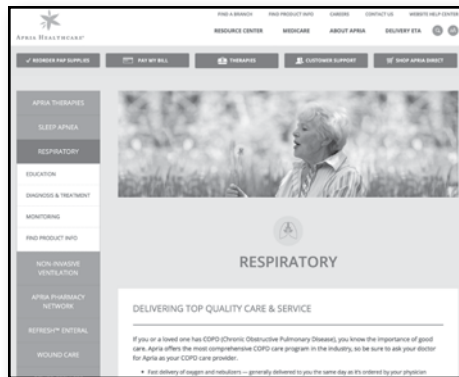 FIND A BRANCH FIND PRODUCT INFO CAREERS CONTACT US WEBSITE HELP CENTER
APRIA HEALTHCARE
RESOURCE CENTER MEDICARE ABOUT APRIA DELIVERY ETA
REORDER PAP SUPPLIES PAY MY BILL THERAPIES CUSTOMER SUPPORT SHOP APRIA DIRECT
APRIA THERAPIES
SLEEP APNEA
RESPIRATORY
EDUCATION
DIAGNOSIS & TREATMENT
MONITORING
FIND PRODUCT INFO
NON-INVASIVE
VENTILATION
APRIA PHARMACY
NETWORK
REFRESH™ ENTERAL
WOUND CARE
RESPIRATORY
DELIVERING TOP QUALITY CARE & SERVICE
If you or a loved one has COPD (Chronic Obstructive Pulmonary Disease), you know the importance of good
care. Apria offers the most comprehensive COPD care program in the industry, so be sure to ask your doctor
for Apria as your COPD care provider.
• Fast delivery of oxygen and nebulizers — generally delivered to you the same day as it's ordered by your physician